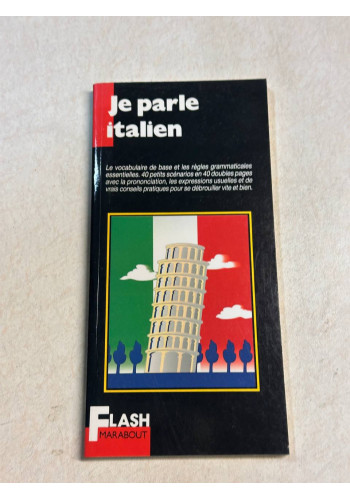 Je parle
italien
Le vocabulaire de base et les règles grammaticales
essentielles. 40 petits scénarios en 40 doubles pages
avec la prononciation, les expressions usuelles et de
vrais conseils pratiques pour se débrouiller vite et bien.
FLASH
MARABOUT